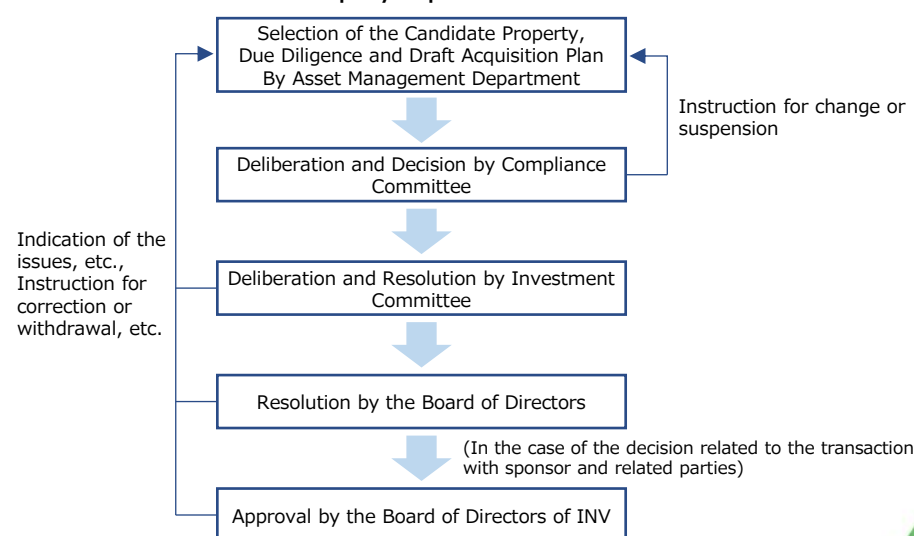 Selection of the Candidate Property,
Due Diligence and Draft Acquisition Plan
By Asset Management Department
Instruction for change or
suspension
Deliberation and Decision by Compliance
Committee
Indication of the
issues, etc.,
Instruction for
correction or
withdrawal, etc.
Deliberation and Resolution by Investment
Committee
Resolution by the Board of Directors
(In the case of the decision related to the transaction
with sponsor and related parties)
Approval by the Board of Directors of INV